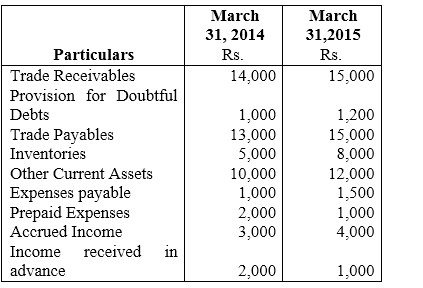 Particulars March 31, 2014 Rs. March 31,2015 Rs.
Trade Receivables 14,000 15,000
Provision for Doubtful
Debts 1,000 1,200
Trade Payables 13,000 15,000
Inventories 5,000 8,000
Other Current Assets 10,000 12,000
Expenses payable 1,000 1,500
Prepaid Expenses 2,000 1,000
Accrued Income 3,000 4,000
Income received in
advance 2,000 1,000